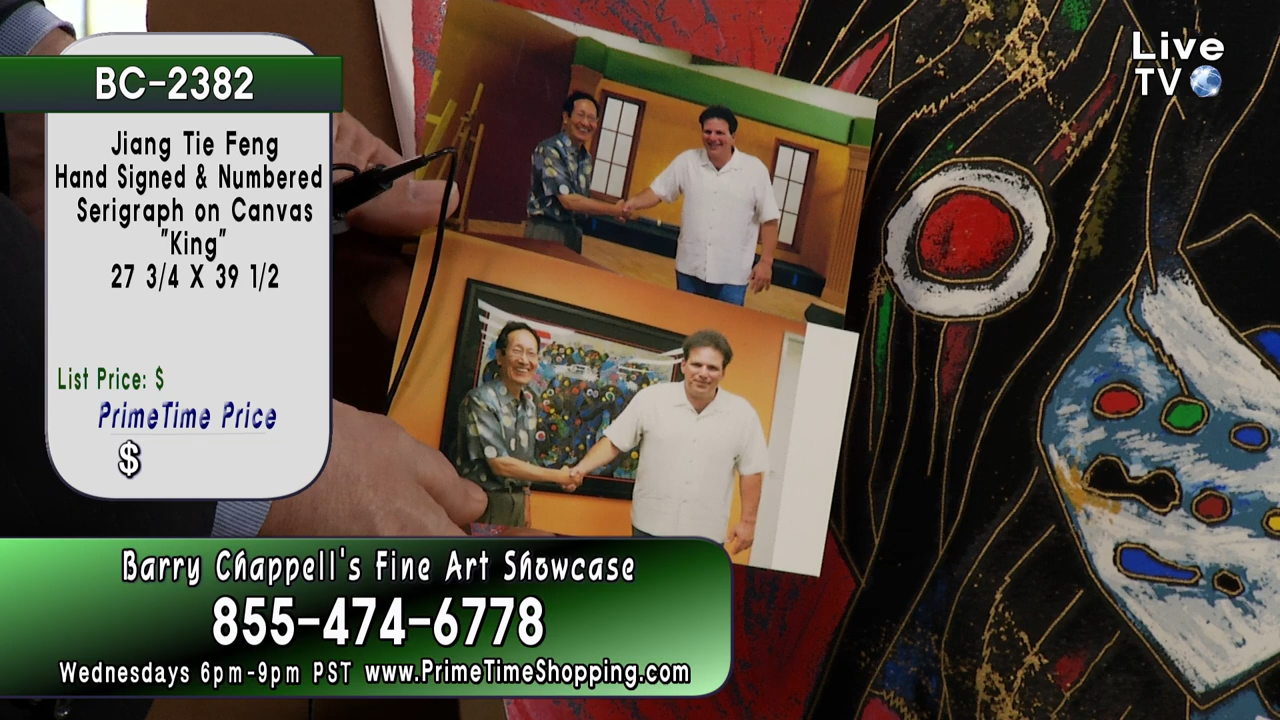 BC-2382
Jiang Tie Feng
Hand Signed & Numbered
Serigraph on Canvas
"King"
27 3/4 X 39 1/2
List Price: $
PrimeTime Price
$
Live
TV
Barry Chappell's Fine Art Showcase
855-474-6778
Wednesdays 6pm-9pm PST www.PrimeTimeShopping.com